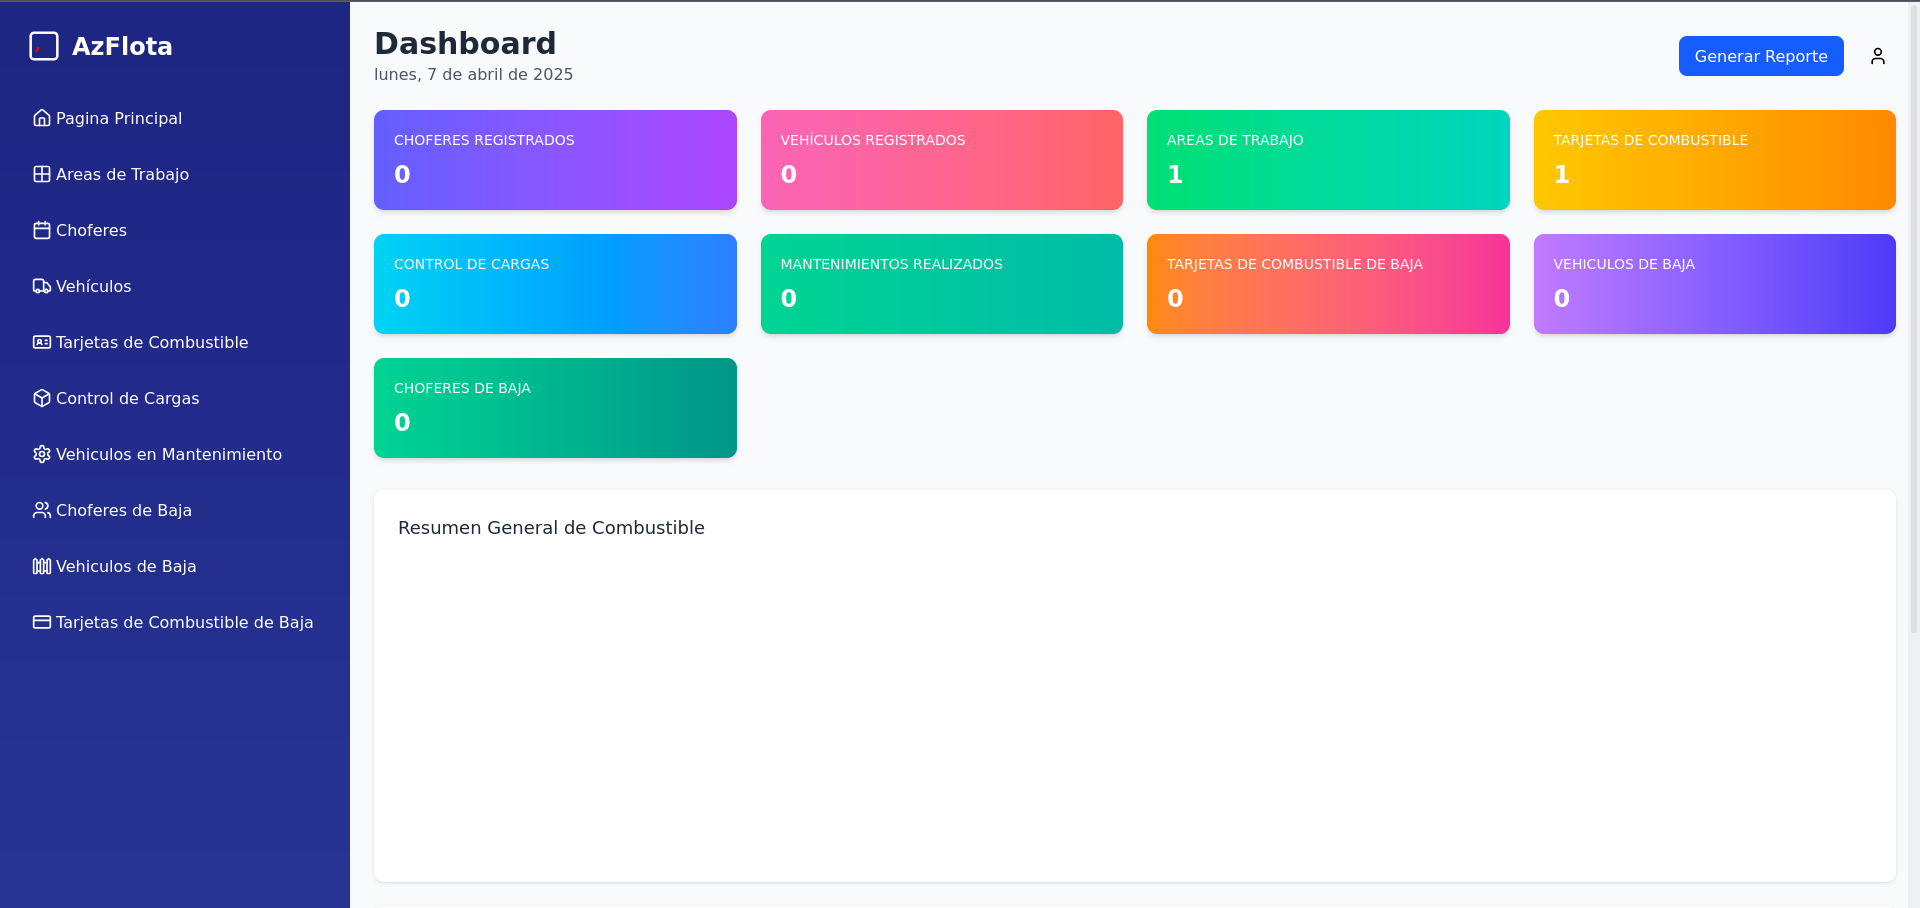 AzFlota
Pagina Principal
Areas de Trabajo
Choferes
Vehículos
Tarjetas de Combustible
Control de Cargas
Vehiculos en Mantenimiento
Choferes de Baja
Vehiculos de Baja
Tarjetas de Combustible de Baja
Dashboard
lunes, 7 de abril de 2025
Generar Reporte
CHOFERES REGISTRADOS
0
VEHÍCULOS REGISTRADOS
0
AREAS DE TRABAJO
1
TARJETAS DE COMBUSTIBLE
1
CONTROL DE CARGAS
0
MANTENIMIENTOS REALIZADOS
0
TARJETAS DE COMBUSTIBLE DE BAJA
0
VEHICULOS DE BAJA
0
CHOFERES DE BAJA
0
Resumen General de Combustible